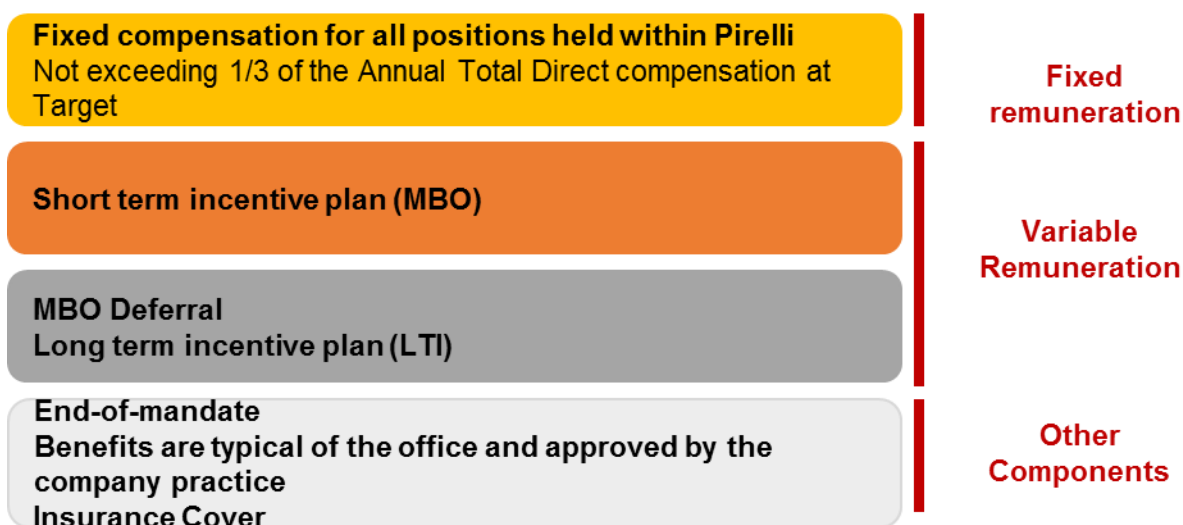 Fixed compensation for all positions held within Pirelli
Not exceeding 1/3 of the Annual Total Direct compensation at
Target
Fixed
remuneration
Short term incentive plan (MBO)
MBO Deferral
Long term incentive plan (LTI)
Variable
Remuneration
End-of-mandate
Benefits are typical of the office and approved by the
company practice
Insurance Cover
Other
Components